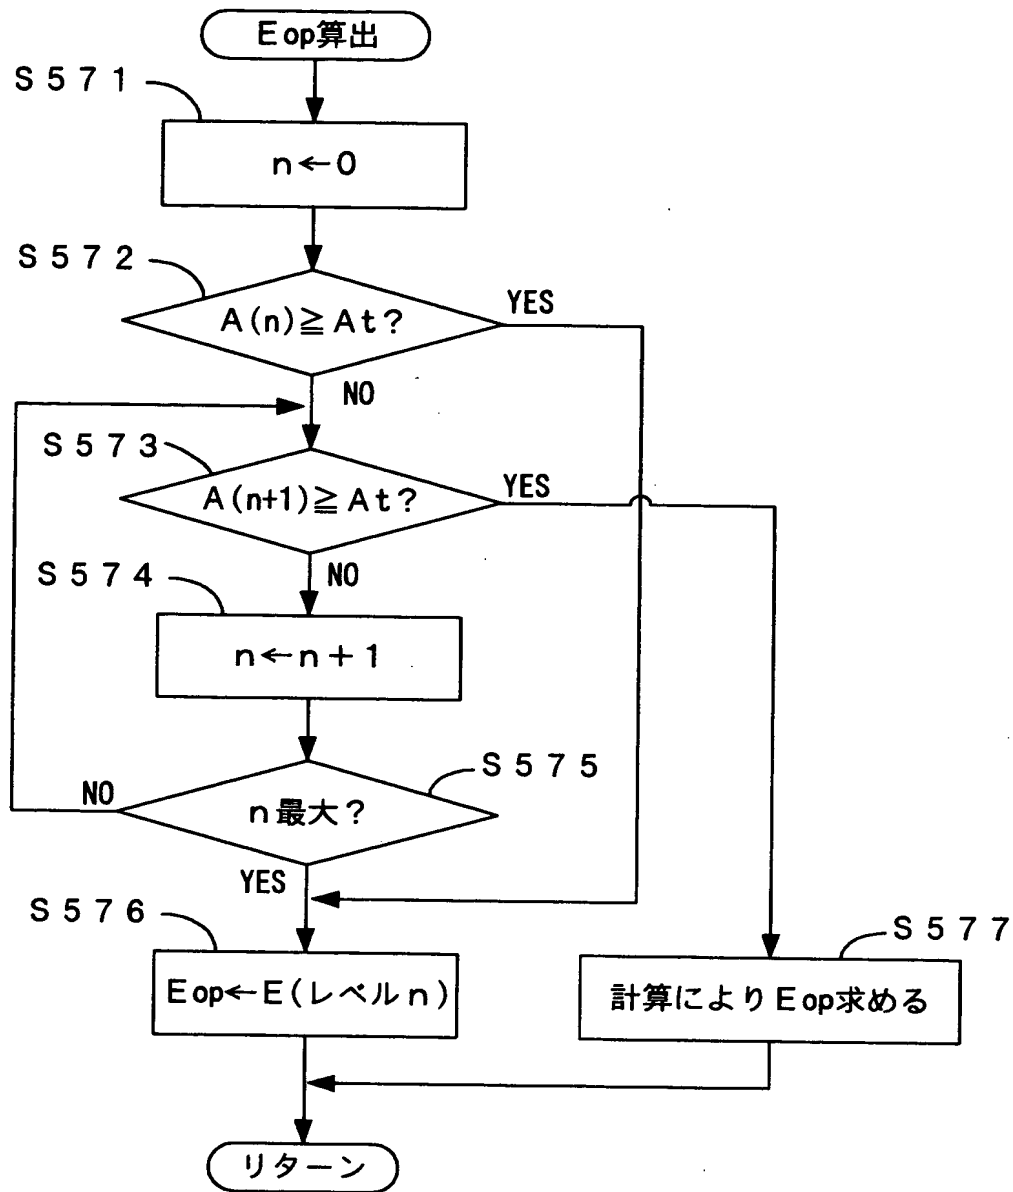 Eop算出
S571
n←0
S572
A(n)≧At?
YES
NO
S573
A(n+1)≧At?
YES
NO
S574
n←n+1
S575
n最大?
NO
YES
S576
Eop←E(レベルn)
S577
計算によりEop求める
リターン